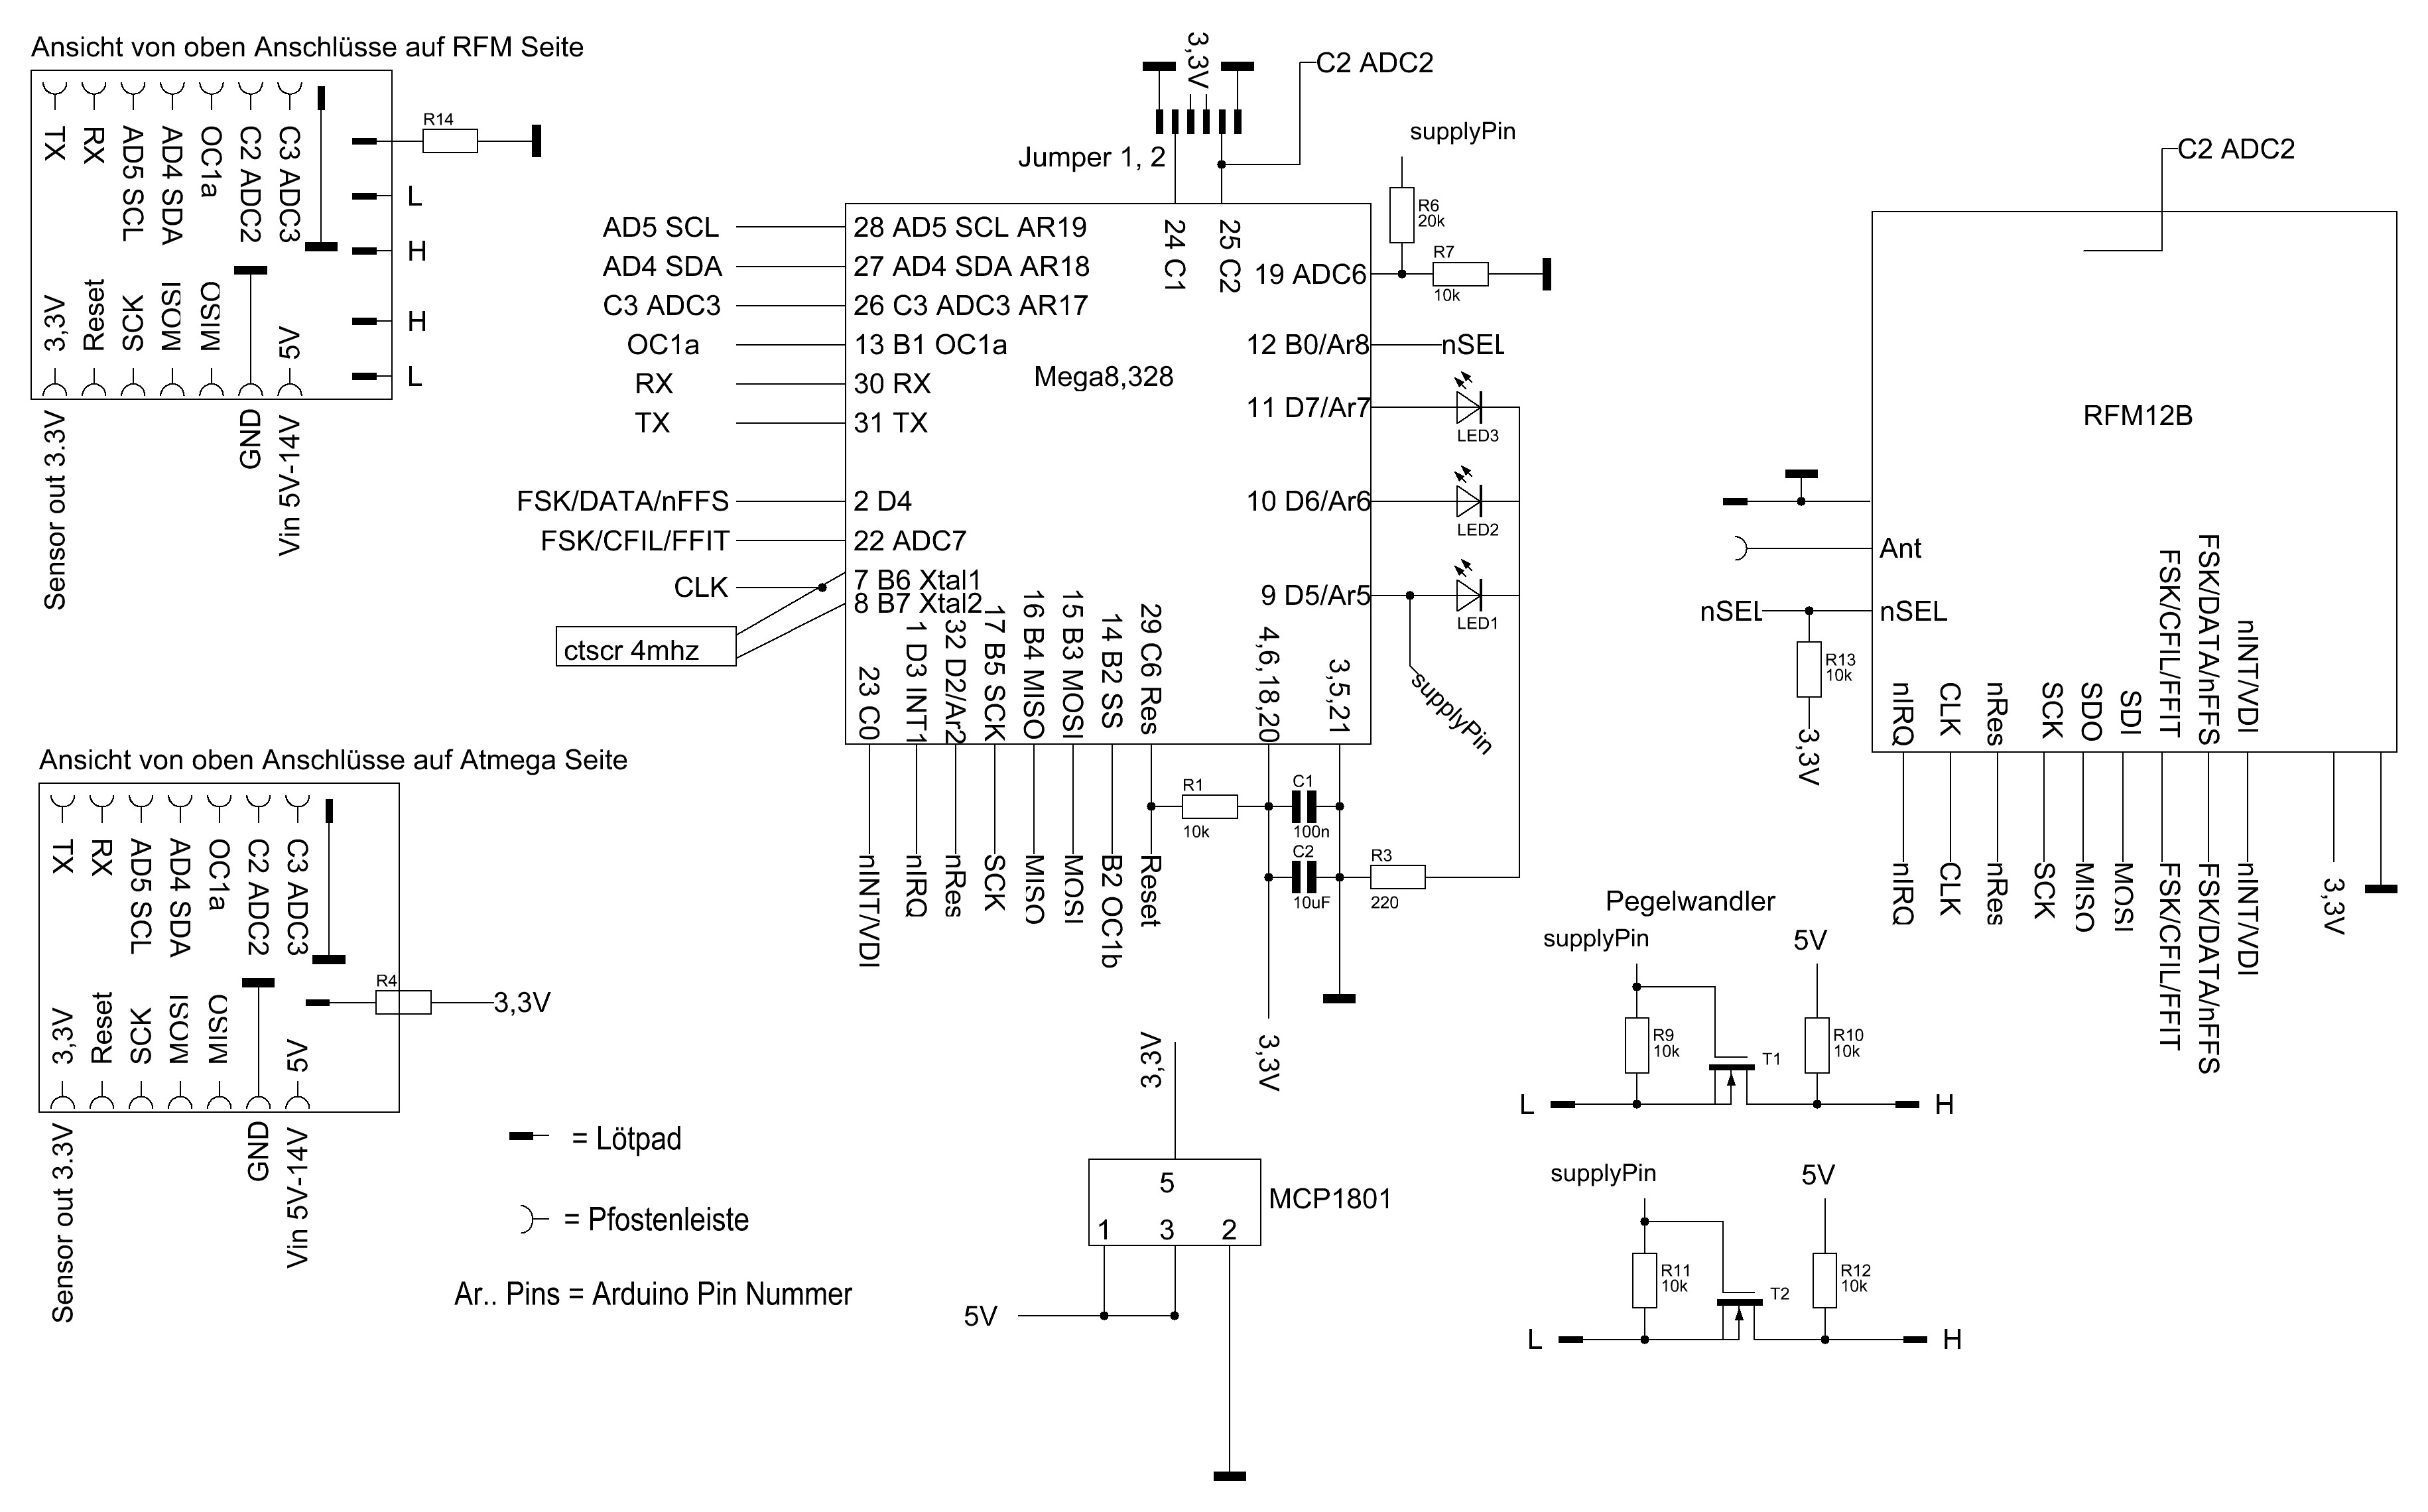 Ansicht von oben Anschlüsse auf RFM Seite
TX
RX
AD5 SCL
AD4 SDA
OC1a
C2 ADC2
C3 ADC3
3,3V
Reset
SCK
MOSI
MISO
5V
R14
L
H
H
L
Sensor out 3.3V
GND
Vin 5V-14V
Ansicht von oben Anschlüsse auf Atmega Seite
TX
RX
AD5 SCL
AD4 SDA
OC1a
C2 ADC2
C3 ADC3
3,3V
Reset
SCK
MOSI
MISO
5V
R4
3,3V
Sensor out 3.3V
GND
Vin 5V-14V
= Lötpad
= Pfostenleiste
Ar.. Pins = Arduino Pin Nummer
3,3V
C2 ADC2
Jumper 1, 2
supplyPin
R6
20k
R7
10k
AD5 SCL
AD4 SDA
C3 ADC3
OC1a
RX
TX
FSK/DATA/nFFS
FSK/CFIL/FFIT
CLK
ctscr 4mhz
28 AD5 SCL AR19
27 AD4 SDA AR18
26 C3 ADC3 AR17
13 B1 OC1a
30 RX
31 TX
2 D4
22 ADC7
7 B6 Xtal1
8 B7 Xtal2
24 C1
25 C2
Mega8,328
19 ADC6
12 B0/Ar8
nSEL
11 D7/Ar7
LED3
10 D6/Ar6
LED2
9 D5/Ar5
LED1
supplyPin
23 C0
1 D3 INT1
32 D2/Ar2
17 B5 SCK
16 B4 MISO
15 B3 MOSI
14 B2 SS
29 C6 Res
4,6,18,20
3,5,21
nINT/VDI
nIRQ
nRes
SCK
MISO
MOSI
B2 OC1b
Reset
R1
10k
C1
100n
C2
10uF
R3
220
3,3V
3,3V
5
1 3 2
MCP1801
5V
C2 ADC2
RFM12B
Ant
nSEL
nSEL
R13
10k
3,3V
nIRQ
CLK
nRes
SCK
SDO
SDI
FSK/CFIL/FFIT
FSK/DATA/nFFS
nINT/VDI
nIRQ
CLK
nRes
SCK
MISO
MOSI
FSK/CFIL/FFIT
FSK/DATA/nFFS
nINT/VDI
3,3V
Pegelwandler
supplyPin
5V
R9
10k
T1
R10
10k
L
H
supplyPin
5V
R11
10k
T2
R12
10k
L
H